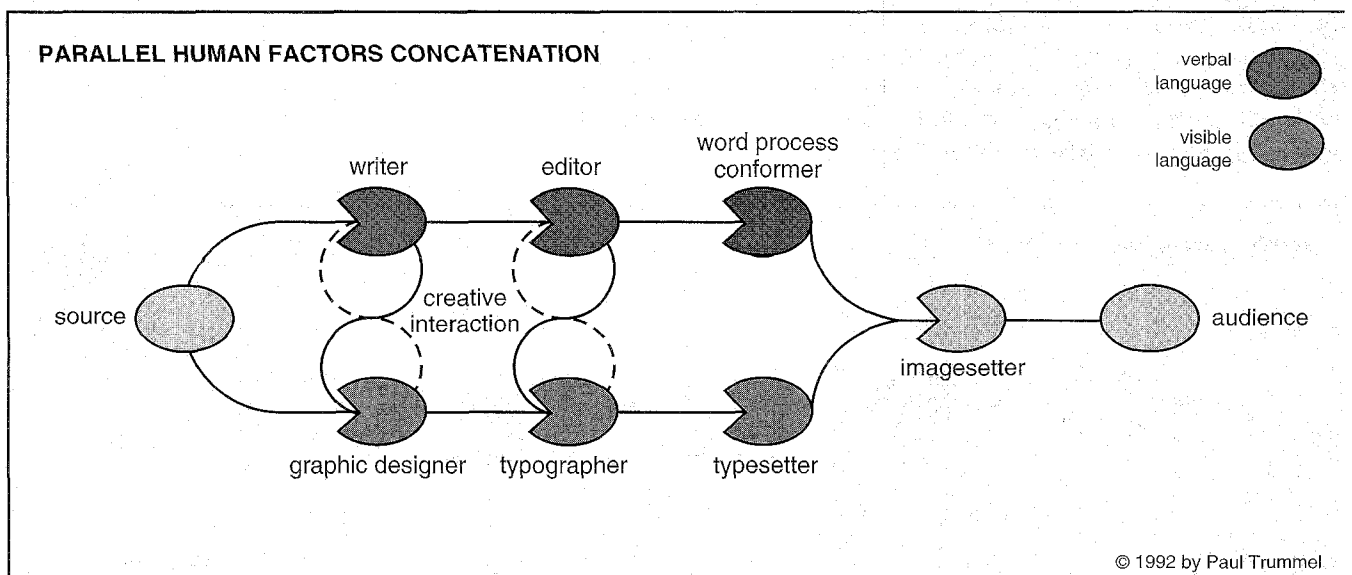 PARALLEL HUMAN FACTORS CONCATENATION
verbal
language
visible
language
writer
editor
word process
conformer
source
creative
interaction
imagesetter
audience
graphic designer
typographer
typesetter
© 1992 by Paul Trummel